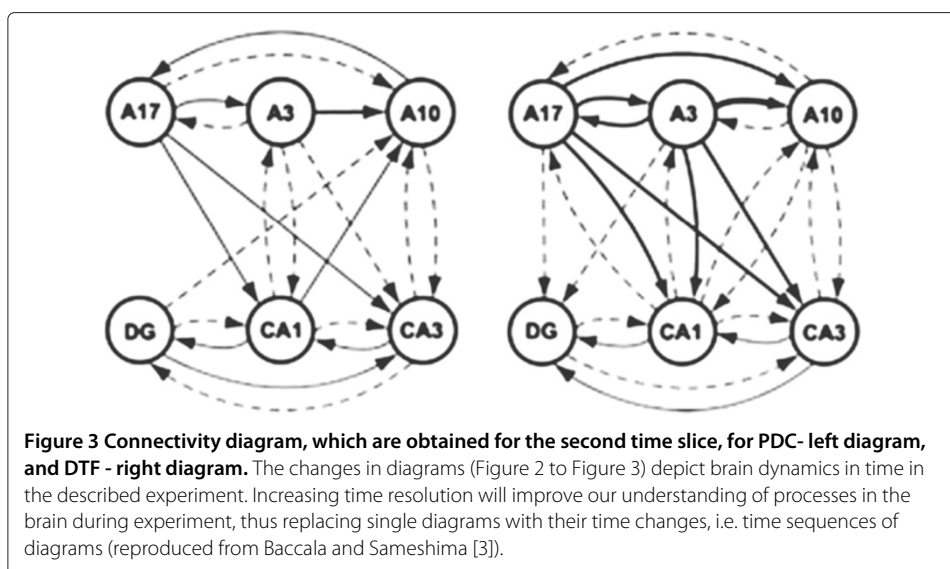 A17 A3 A10 A17 A3 A10
DG CA1 CA3 DG CA1 CA3
Figure 3 Connectivity diagram, which are obtained for the second time slice, for PDC- left diagram,
and DTF - right diagram. The changes in diagrams (Figure 2 to Figure 3) depict brain dynamics in time in
the described experiment. Increasing time resolution will improve our understanding of processes in the
brain during experiment, thus replacing single diagrams with their time changes, i.e. time sequences of
diagrams (reproduced from Baccala and Sameshima [3]).